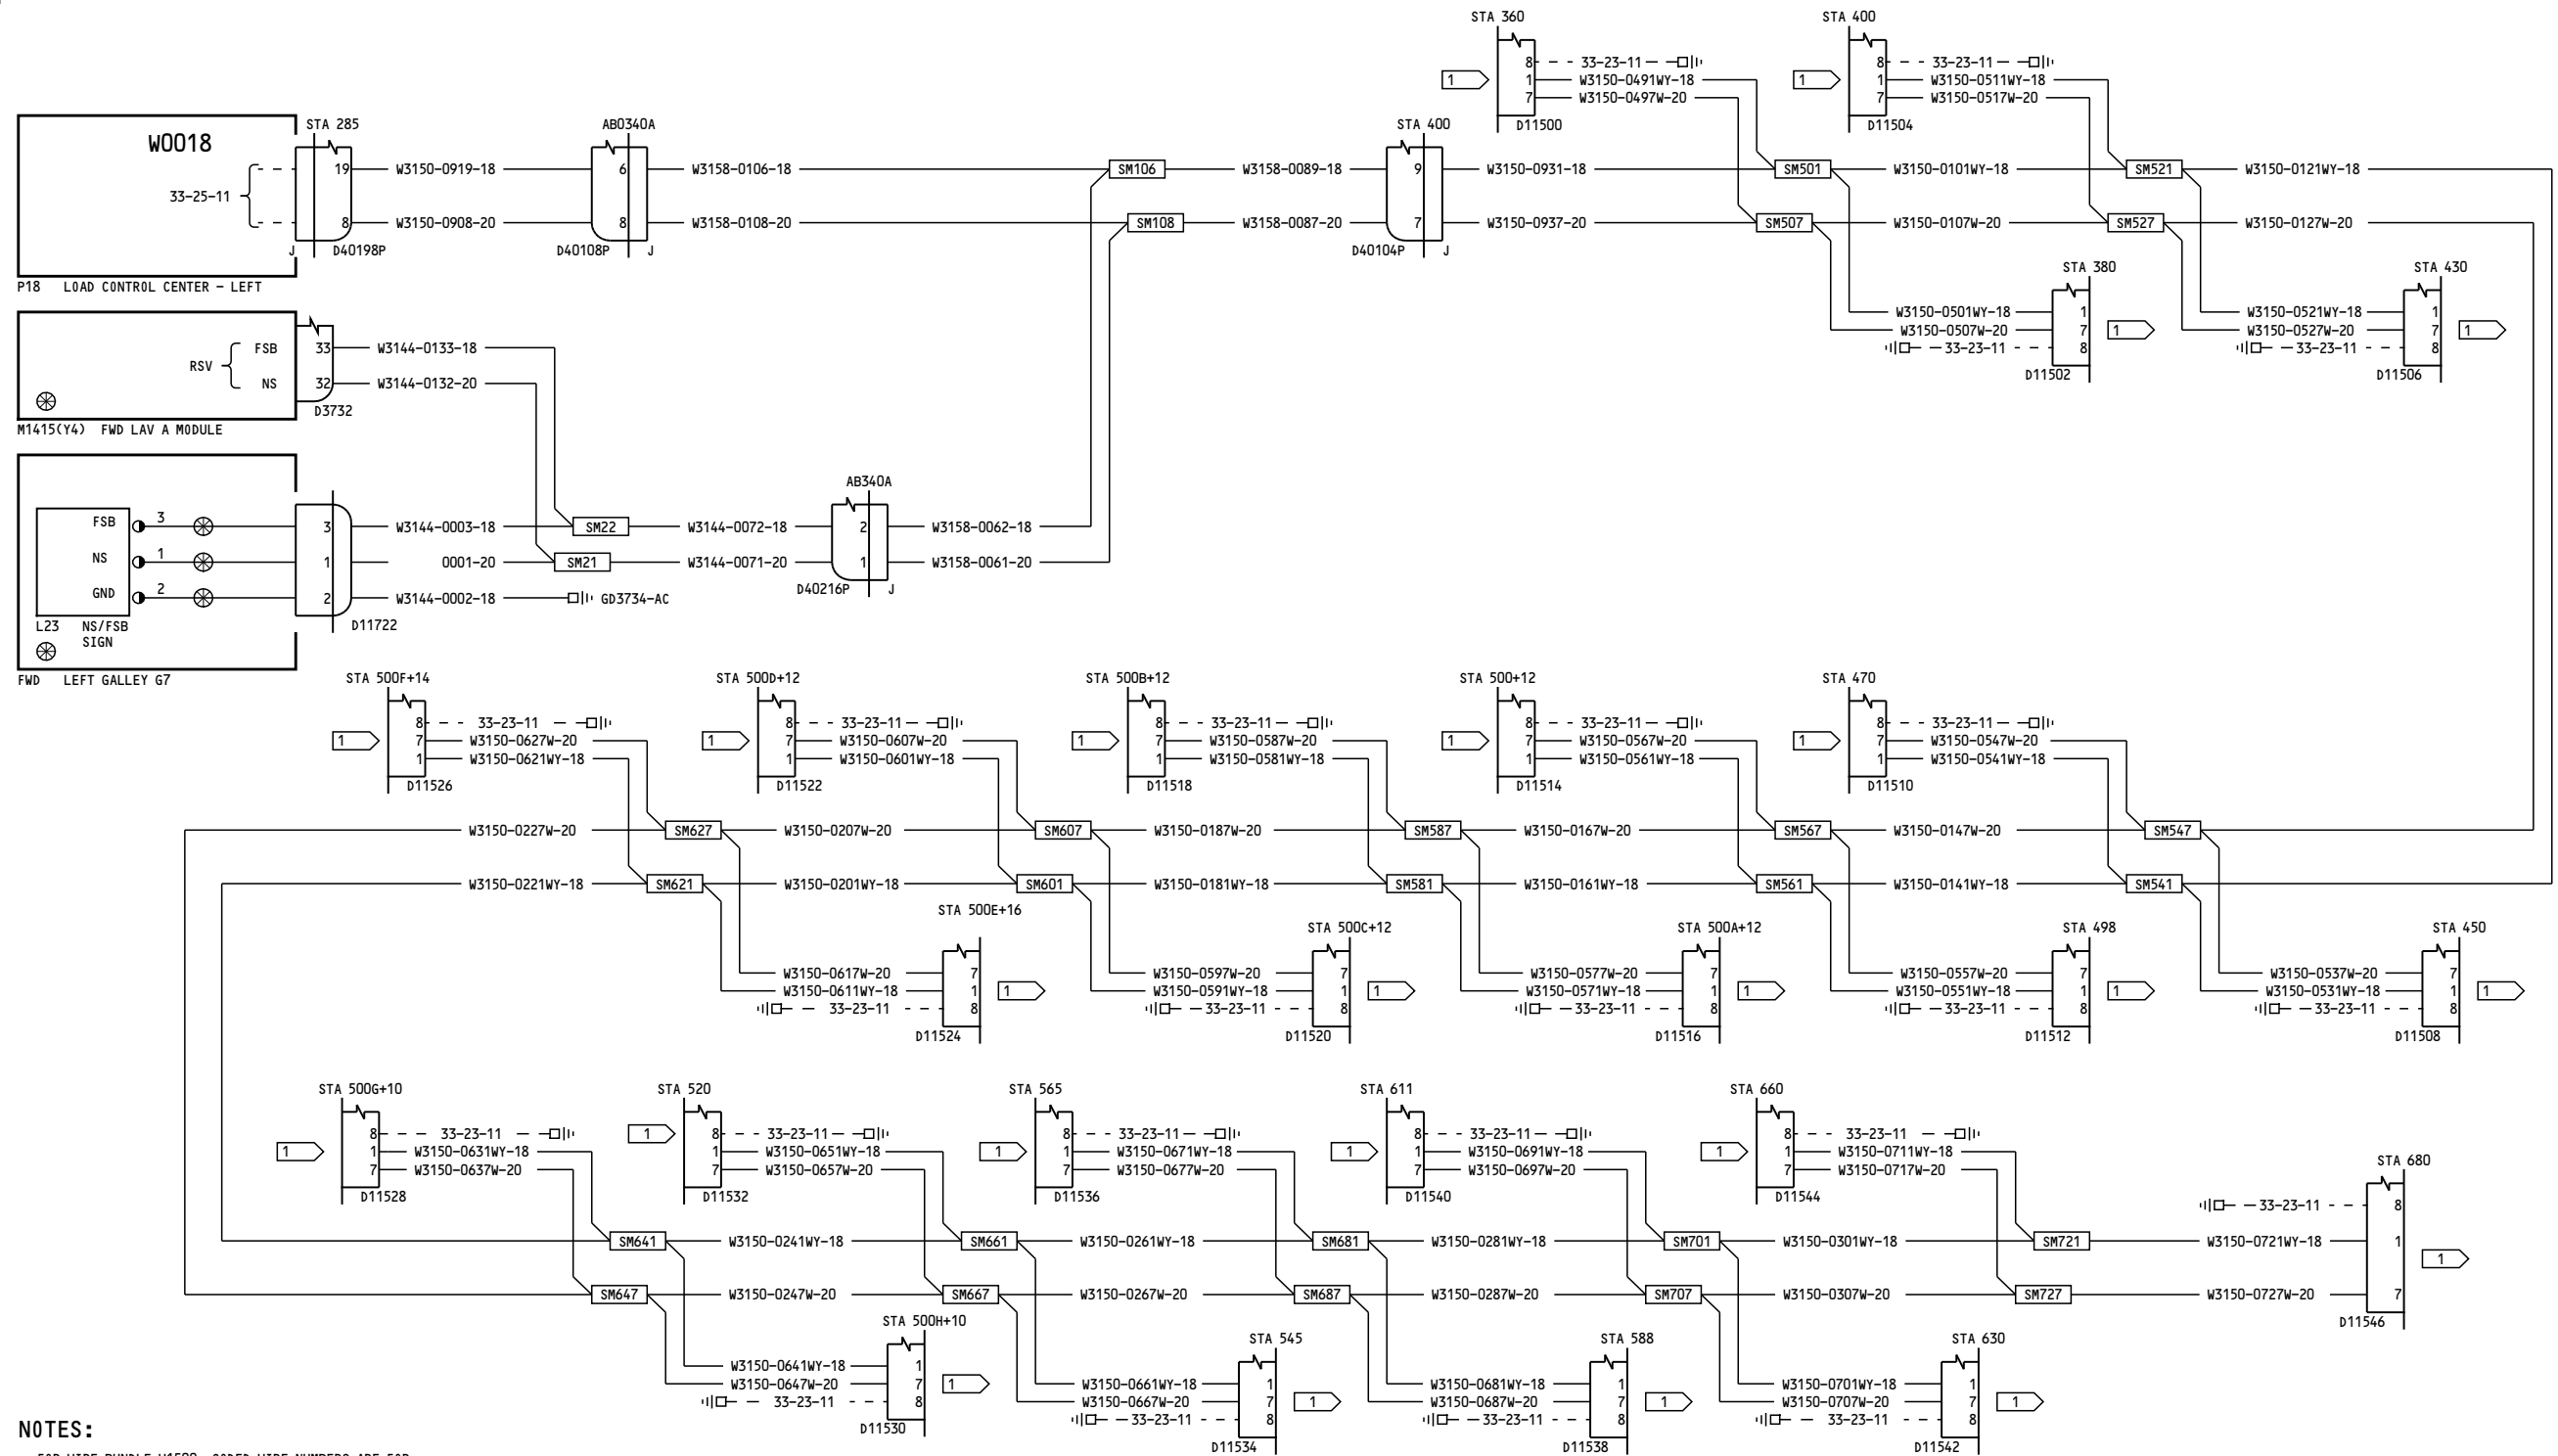 STA 360
STA 400
8 33-23-11
1 W3150-0491WY-18
7 W3150-0497W-20
D11500
1
8 33-23-11
1 W3150-0511WY-18
7 W3150-0517W-20
D11504
1
W0018
33-25-11
STA 285
19 W3150-0919-18
8 W3150-0908-20
J D40198P
P18 LOAD CONTROL CENTER - LEFT
AB0340A
6 W3158-0106-18
8 W3158-0108-20
D40108P J
SM106 W3158-0089-18
SM108 W3158-0087-20
STA 400
9 W3150-0931-18
7 W3150-0937-20
D40104P J
SM501 W3150-0101WY-18 SM521 W3150-0121WY-18
SM507 W3150-0107W-20 SM527 W3150-0127W-20
STA 380
W3150-0501WY-18 1
W3150-0507W-20 7
33-23-11 8
D11502
1
STA 430
W3150-0521WY-18 1
W3150-0527W-20 7
33-23-11 8
D11506
1
RSV
FSB 33 W3144-0133-18
NS 32 W3144-0132-20
D3732
M1415(Y4) FWD LAV A MODULE
FSB 3 3 W3144-0003-18 SM22 W3144-0072-18
NS 1 1 0001-20 SM21 W3144-0071-20
GND 2 2 W3144-0002-18 GD3734-AC
L23 NS/FSB
SIGN
D11722
FWD LEFT GALLEY G7
AB340A
2 W3158-0062-18
1 W3158-0061-20
D40216P J
STA 500F+14
8 33-23-11
7 W3150-0627W-20
1 W3150-0621WY-18
D11526
1
STA 500D+12
8 33-23-11
7 W3150-0607W-20
1 W3150-0601WY-18
D11522
1
STA 500B+12
8 33-23-11
7 W3150-0587W-20
1 W3150-0581WY-18
D11518
1
STA 500+12
8 33-23-11
7 W3150-0567W-20
1 W3150-0561WY-18
D11514
1
STA 470
8 33-23-11
7 W3150-0547W-20
1 W3150-0541WY-18
D11510
1
W3150-0227W-20 SM627 W3150-0207W-20 SM607 W3150-0187W-20 SM587 W3150-0167W-20 SM567 W3150-0147W-20 SM547
W3150-0221WY-18 SM621 W3150-0201WY-18 SM601 W3150-0181WY-18 SM581 W3150-0161WY-18 SM561 W3150-0141WY-18 SM541
STA 500E+16
W3150-0617W-20 7
W3150-0611WY-18 1
33-23-11 8
D11524
1
STA 500C+12
W3150-0597W-20 7
W3150-0591WY-18 1
33-23-11 8
D11520
1
STA 500A+12
W3150-0577W-20 7
W3150-0571WY-18 1
33-23-11 8
D11516
1
STA 498
W3150-0557W-20 7
W3150-0551WY-18 1
33-23-11 8
D11512
1
STA 450
W3150-0537W-20 7
W3150-0531WY-18 1
33-23-11 8
D11508
1
STA 500G+10
8 33-23-11
1 W3150-0631WY-18
7 W3150-0637W-20
D11528
1
STA 520
8 33-23-11
1 W3150-0651WY-18
7 W3150-0657W-20
D11532
1
STA 565
8 33-23-11
1 W3150-0671WY-18
7 W3150-0677W-20
D11536
1
STA 611
8 33-23-11
1 W3150-0691WY-18
7 W3150-0697W-20
D11540
1
STA 660
8 33-23-11
1 W3150-0711WY-18
7 W3150-0717W-20
D11544
1
STA 680
33-23-11 8
SM641 W3150-0241WY-18 SM661 W3150-0261WY-18 SM681 W3150-0281WY-18 SM701 W3150-0301WY-18 SM721 W3150-0721WY-18 1
SM647 W3150-0247W-20 SM667 W3150-0267W-20 SM687 W3150-0287W-20 SM707 W3150-0307W-20 SM727 W3150-0727W-20 7
D11546
1
STA 500H+10
W3150-0641WY-18 1
W3150-0647W-20 7
33-23-11 8
D11530
1
STA 545
W3150-0661WY-18 1
W3150-0667W-20 7
33-23-11 8
D11534
1
STA 588
W3150-0681WY-18 1
W3150-0687W-20 7
33-23-11 8
D11538
1
STA 630
W3150-0701WY-18 1
W3150-0707W-20 7
33-23-11 8
D11542
1
NOTES: